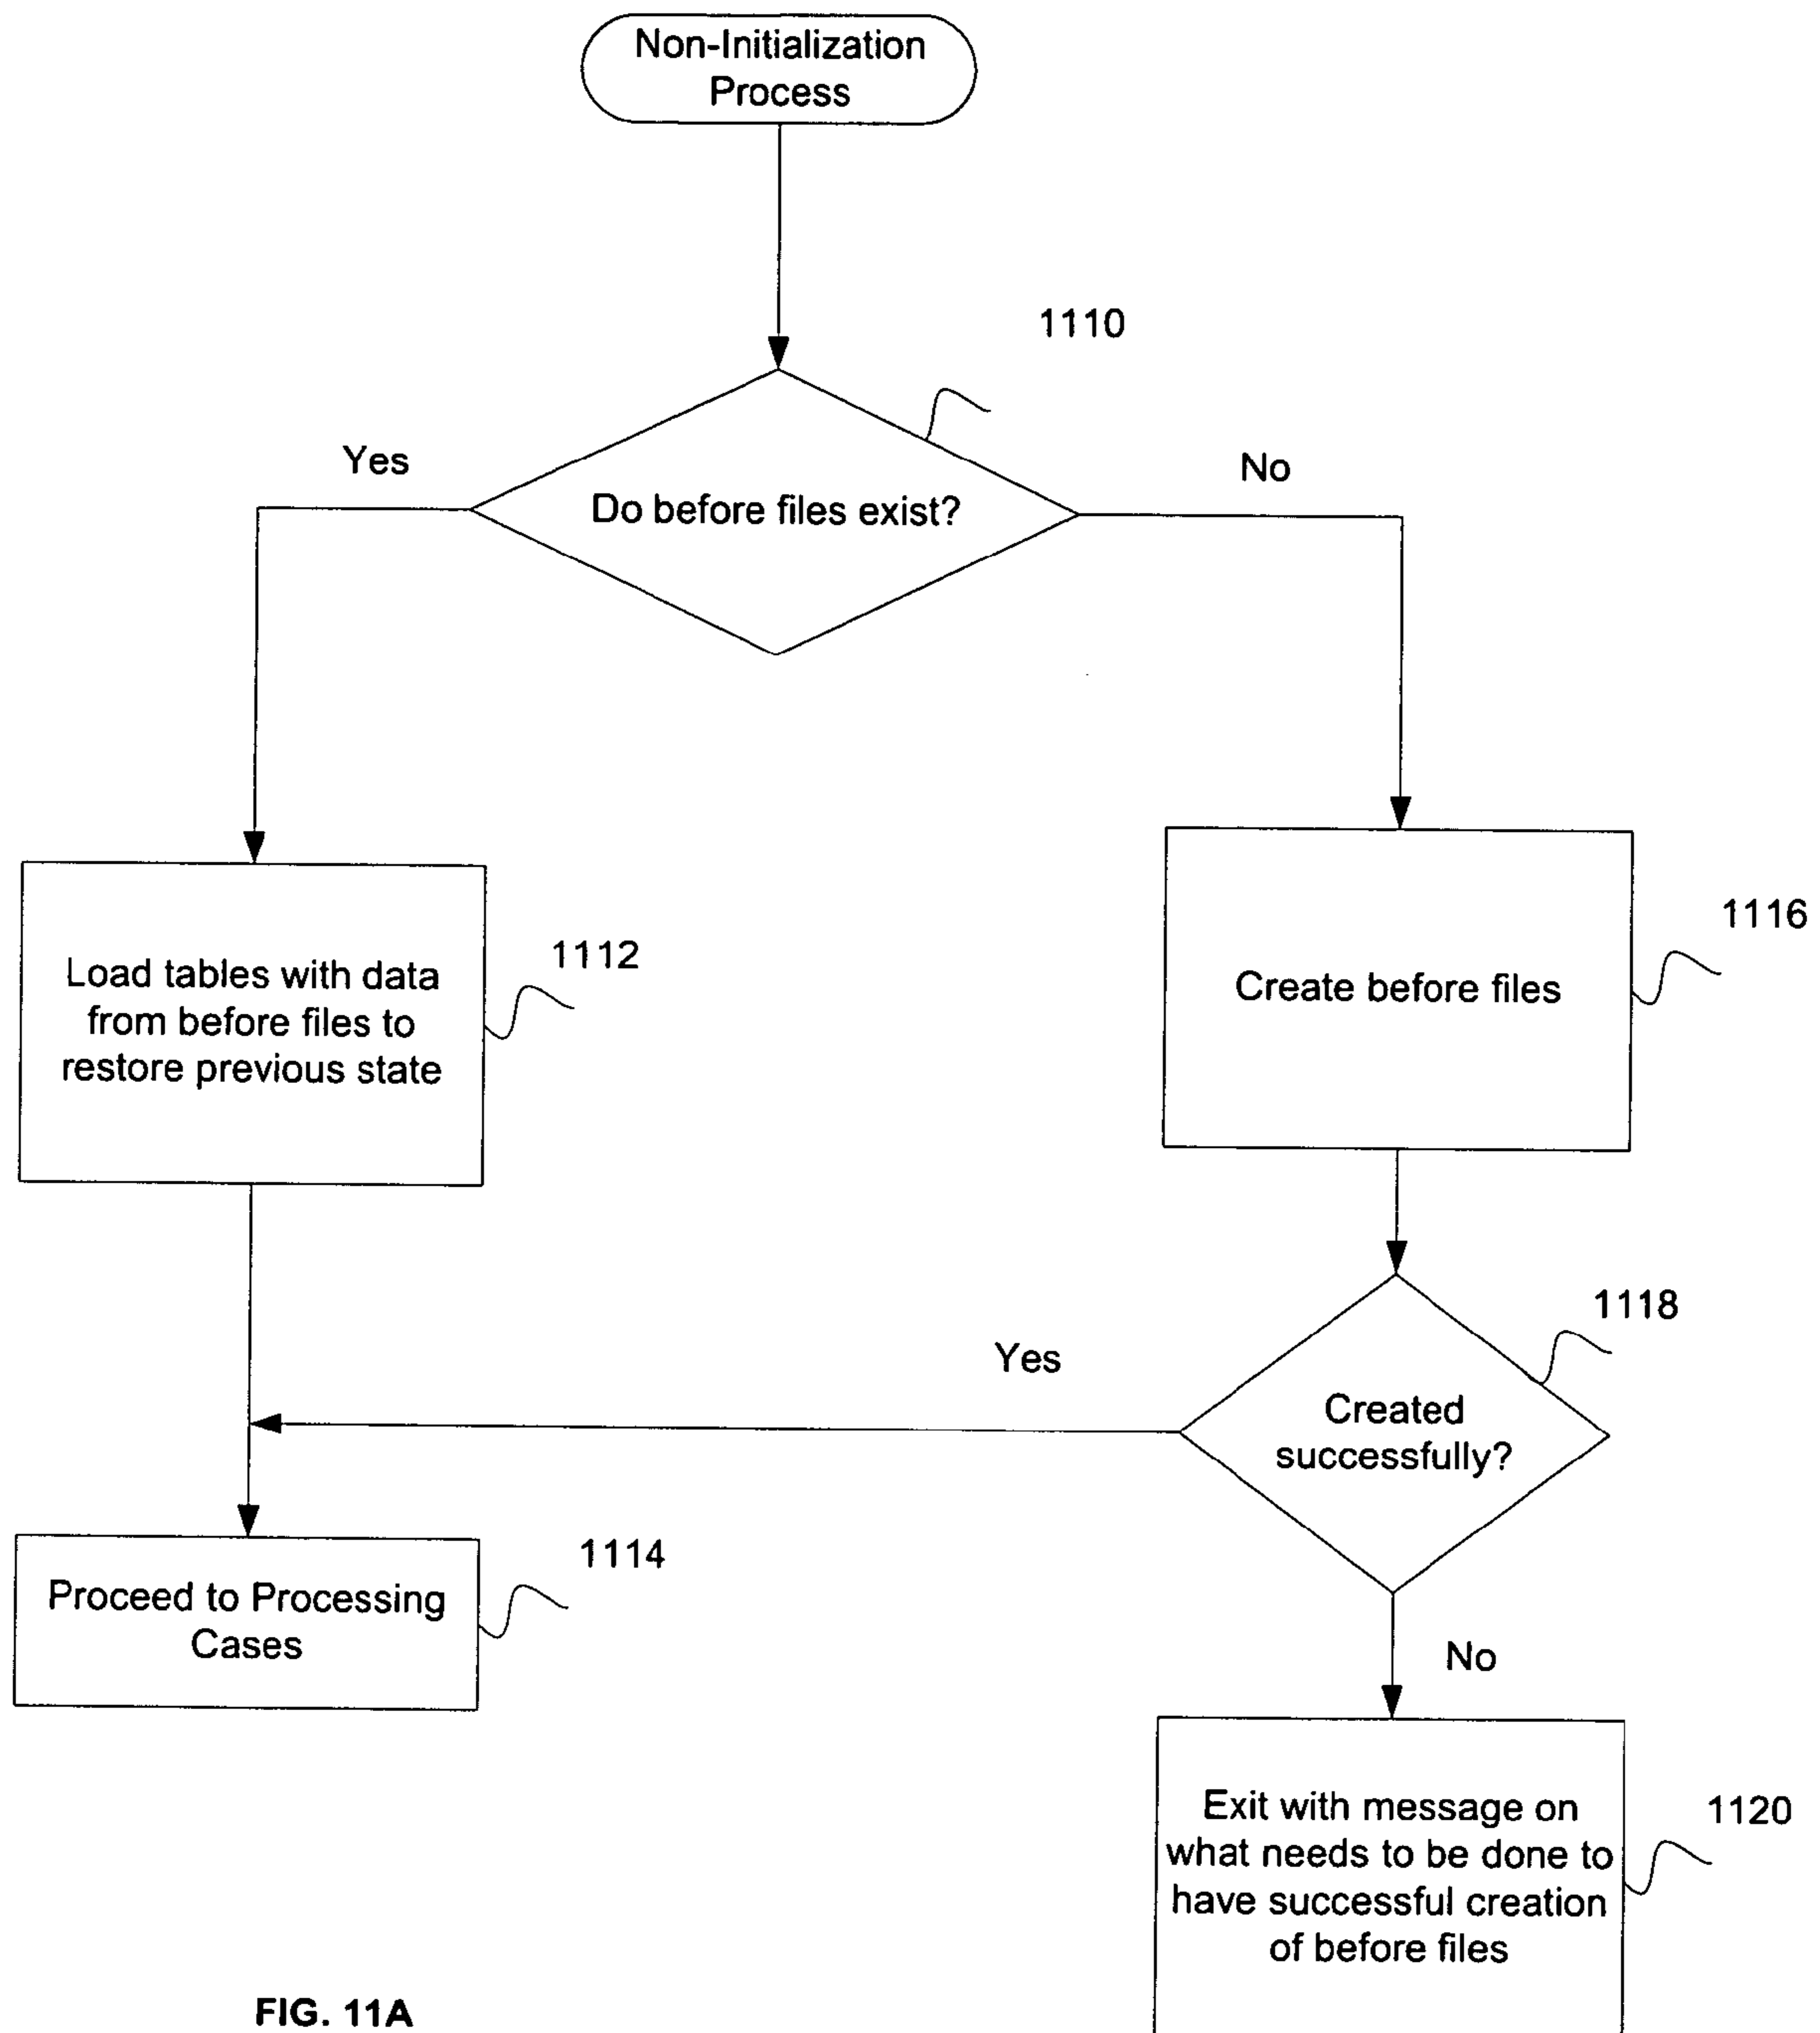 Non-Initialization
Process
1110
Yes
No
Do before files exist?
1116
1112
Load tables with data
from before files to
restore previous state
Create before files
1118
Yes
Created
successfully?
1114
Proceed to Processing
Cases
No
1120
Exit with message on
what needs to be done to
have successful creation
of before files
FIG. 11A